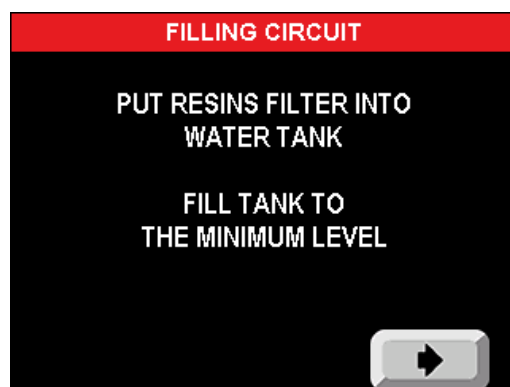 FILLING CIRCUIT
PUT RESINS FILTER INTO
WATER TANK
FILL TANK TO
THE MINIMUM LEVEL